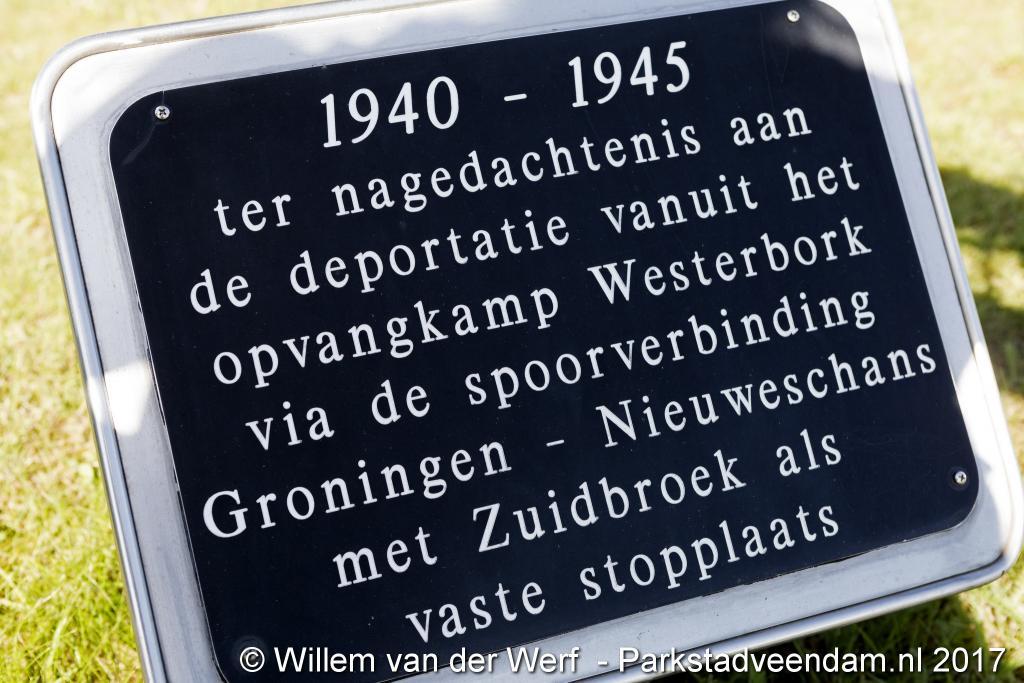 1940 - 1945
ter nagedachtenis aan
de deportatie vanuit het
opvangkamp Westerbork
via de spoorverbinding
Groningen - Nieuweschans
met Zuidbroek als
vaste stopplaats
© Willem van der Werf - Parkstadveendam.nl 2017